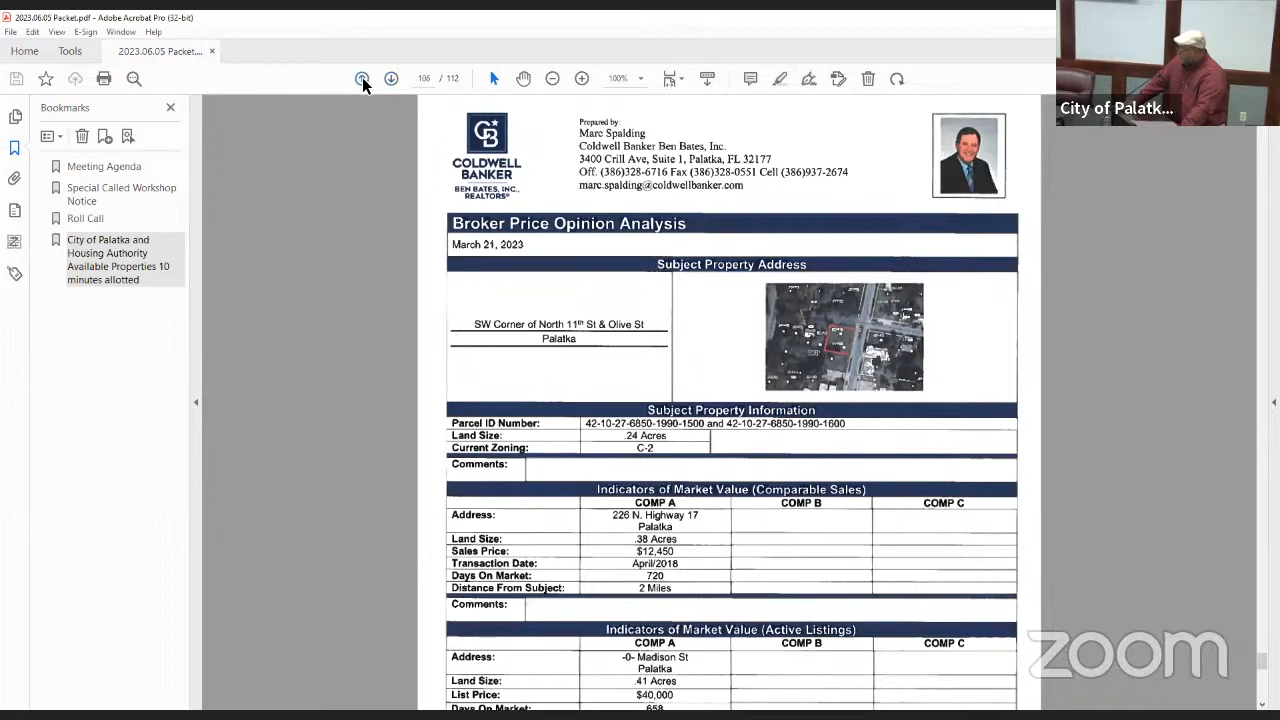 2023.06.05 Packet.pdf - Adobe Acrobat Pro (32-bit)
File Edit View E-Sign Window Help
Home Tools 2023.06.05 Packet.... ×
106 / 112 100%
Bookmarks
Meeting Agenda
Special Called Workshop
Notice
Roll Call
City of Palatka and
Housing Authority
Available Properties 10
minutes allotted
City of Palatk...
CB
COLDWELL
BANKER
BEN BATES, INC.,
REALTORS®
Prepared by:
Marc Spalding
Coldwell Banker Ben Bates, Inc.
3400 Crill Ave, Suite 1, Palatka, FL 32177
Off. (386)328-6716 Fax (386)328-0551 Cell (386)937-2674
marc.spalding@coldwellbanker.com
Broker Price Opinion Analysis
March 21, 2023
Subject Property Address
SW Corner of North 11th St & Olive St
Palatka
Subject Property Information
Parcel ID Number: 42-10-27-6850-1990-1500 and 42-10-27-6850-1990-1600
Land Size: .24 Acres
Current Zoning: C-2
Comments:
Indicators of Market Value (Comparable Sales)
COMP A COMP B COMP C
Address: 226 N. Highway 17
Palatka
Land Size: .38 Acres
Sales Price: $12,450
Transaction Date: April/2018
Days On Market: 720
Distance From Subject: 2 Miles
Comments:
Indicators of Market Value (Active Listings)
COMP A COMP B COMP C
Address: -0- Madison St
Palatka
Land Size: .41 Acres
List Price: $40,000
Days On Market: 658
zoom